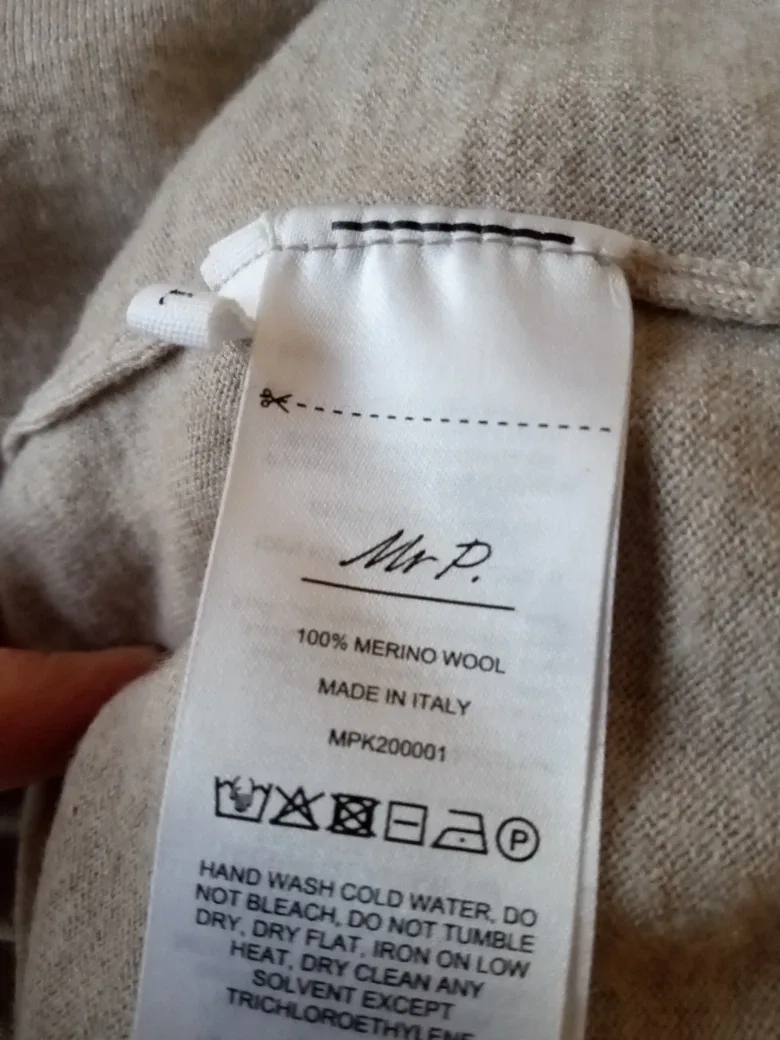 Mr P.
100% MERINO WOOL
MADE IN ITALY
MPK200001
P
HAND WASH COLD WATER, DO
NOT BLEACH, DO NOT TUMBLE
DRY, DRY FLAT, IRON ON LOW
HEAT, DRY CLEAN ANY
SOLVENT EXCEPT
TRICHLOROETHYLENE